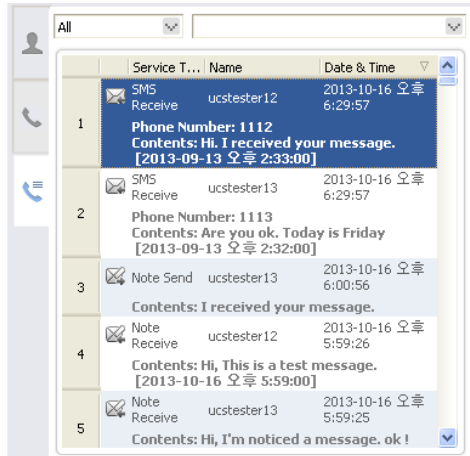 All
Service T... Name Date & Time
1
SMS Receive ucstester12 2013-10-16 오후 6:29:57
Phone Number: 1112
Contents: Hi. I received your message.
[2013-09-13 오후 2:33:00]
2
SMS Receive ucstester13 2013-10-16 오후 6:29:57
Phone Number: 1113
Contents: Are you ok. Today is Friday
[2013-09-13 오후 2:32:00]
3
Note Send ucstester13 2013-10-16 오후 6:00:56
Contents: I received your message.
4
Note Receive ucstester12 2013-10-16 오후 5:59:26
Contents: Hi, This is a test message.
[2013-10-16 오후 5:59:00]
5
Note Receive ucstester13 2013-10-16 오후 5:59:25
Contents: Hi, I'm noticed a message. ok !